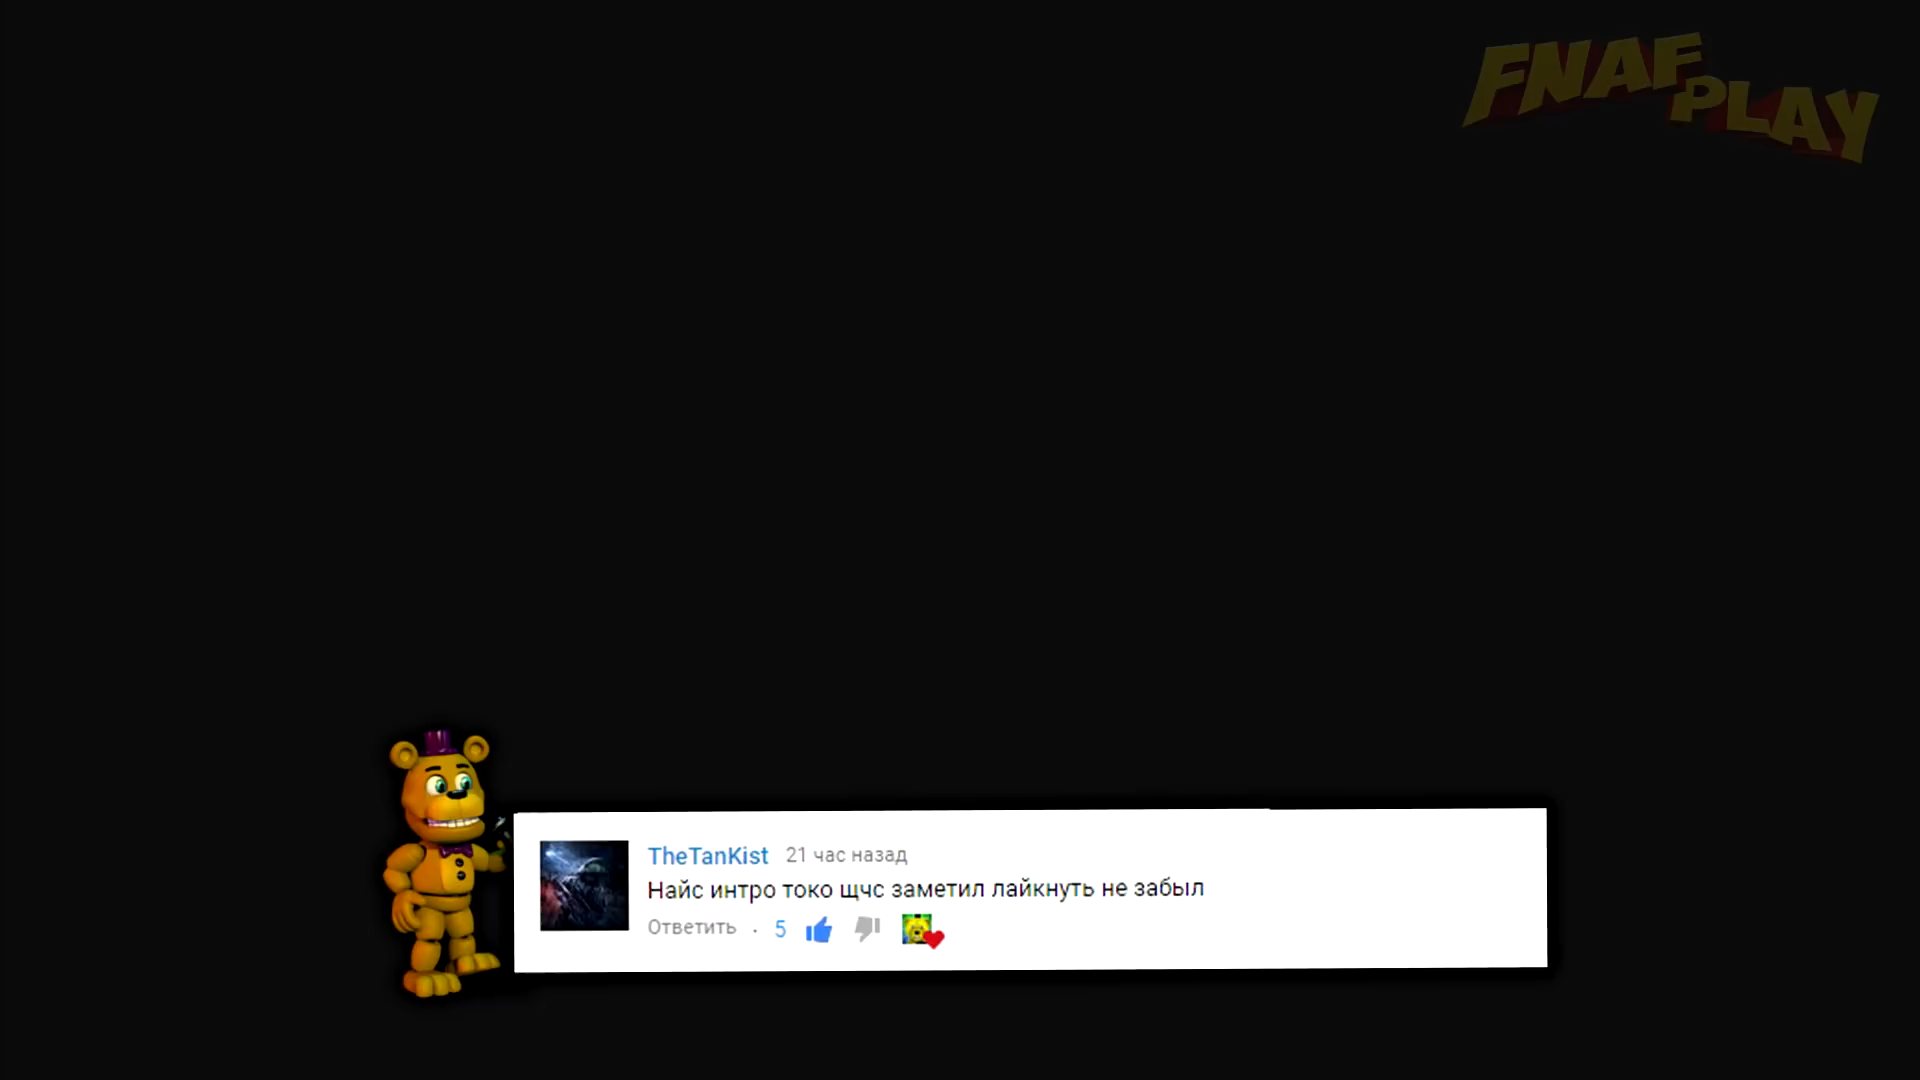 FNAF
PLAY
TheTanKist 21 час назад
Найс интро токо щчс заметил лайкнуть не забыл
Ответить · 5